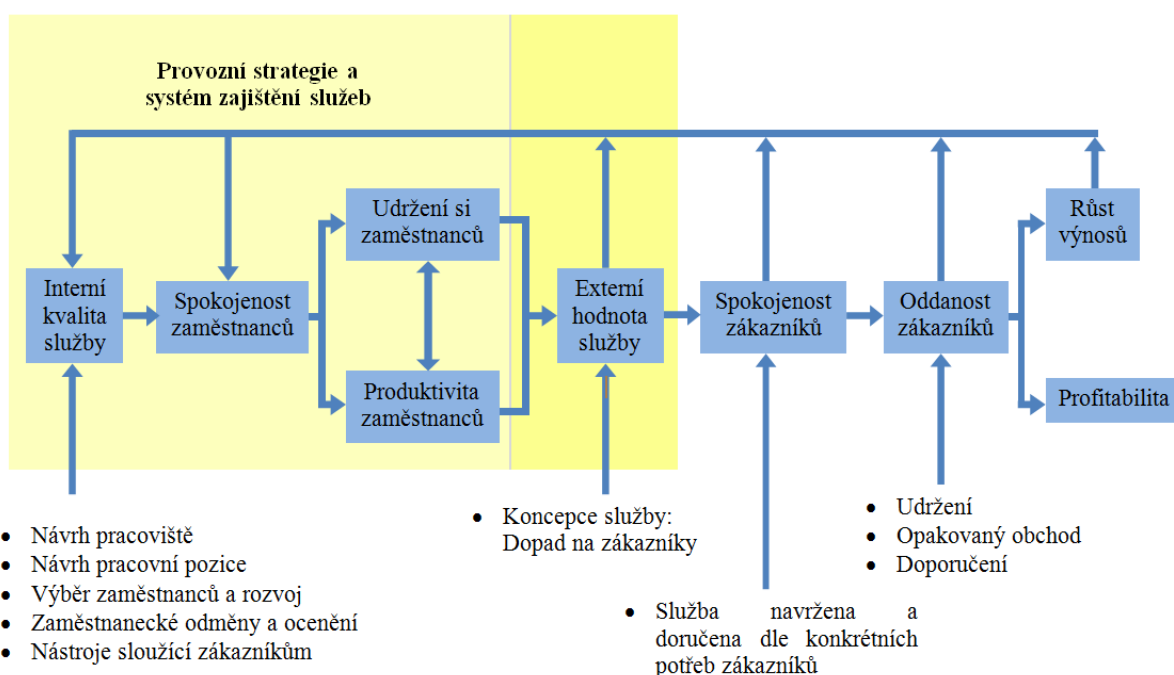 Provozní strategie a
systém zajištění služeb
Udržení si
zaměstnanců
Růst
výnosů
Interní
kvalita
služby
Spokojenost
zaměstnanců
Externí
hodnota
služby
Spokojenost
zákazníků
Oddanost
zákazníků
Produktivita
zaměstnanců
Profitabilita
• Návrh pracoviště
• Návrh pracovní pozice
• Výběr zaměstnanců a rozvoj
• Zaměstnanecké odměny a ocenění
• Nástroje sloužící zákazníkům
• Koncepce služby:
Dopad na zákazníky
• Služba navržena a
doručena dle konkrétních
potřeb zákazníků
• Udržení
• Opakovaný obchod
• Doporučení